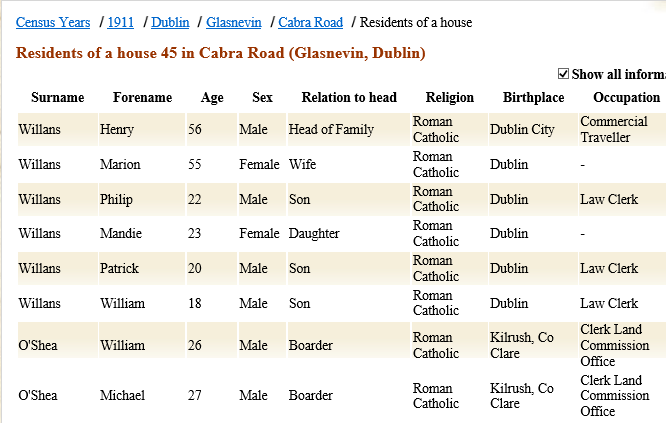 Census Years / 1911 / Dublin / Glasnevin / Cabra Road / Residents of a house
Residents of a house 45 in Cabra Road (Glasnevin, Dublin)
Show all informa
Surname Forename Age Sex Relation to head Religion Birthplace Occupation
Willans Henry 56 Male Head of Family Roman Catholic Dublin City Commercial Traveller
Willans Marion 55 Female Wife Roman Catholic Dublin -
Willans Philip 22 Male Son Roman Catholic Dublin Law Clerk
Willans Mandie 23 Female Daughter Roman Catholic Dublin -
Willans Patrick 20 Male Son Roman Catholic Dublin Law Clerk
Willans William 18 Male Son Roman Catholic Dublin Law Clerk
O'Shea William 26 Male Boarder Roman Catholic Kilrush, Co Clare Clerk Land Commission Office
O'Shea Michael 27 Male Boarder Roman Catholic Kilrush, Co Clare Clerk Land Commission Office